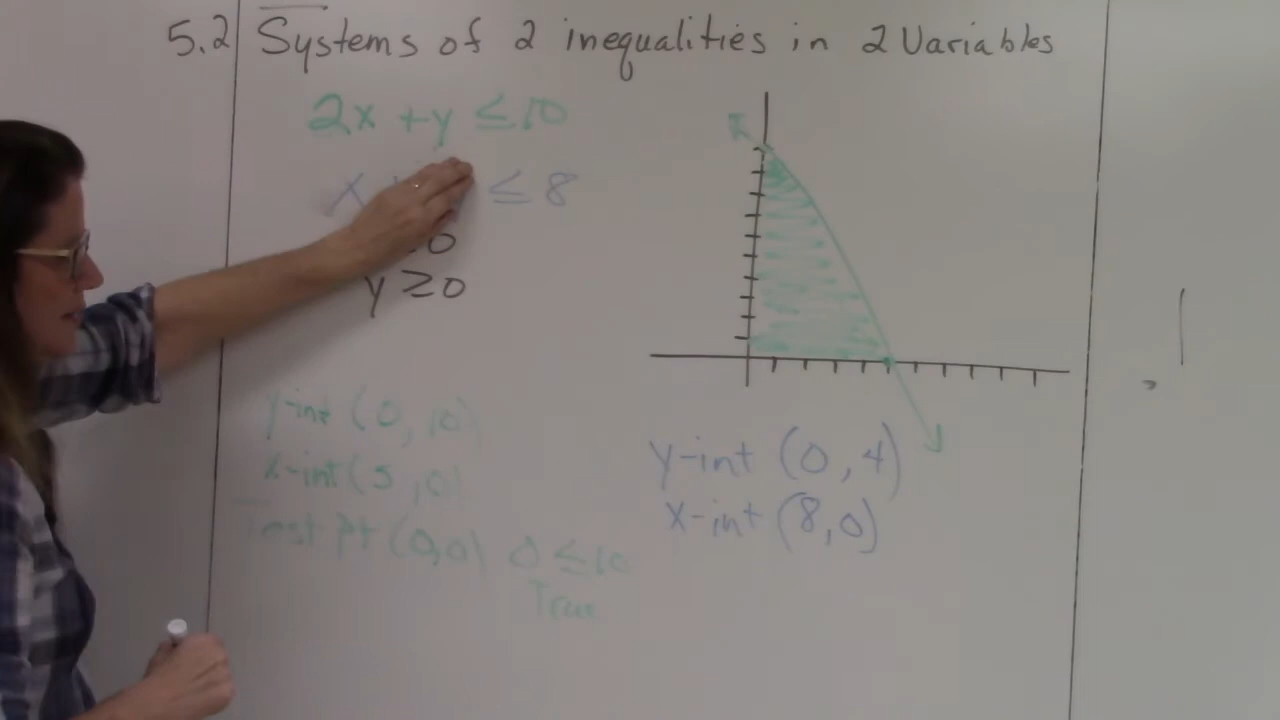 5.2 Systems of 2 inequalities in 2 Variables
2x + y ≤ 10
x ≤ 8
0
y ≥ 0
y-int (0, 10)
x-int (5, 0)
Test pt (0,0) 0 ≤ 10
True
y-int (0, 4)
x-int (8, 0)